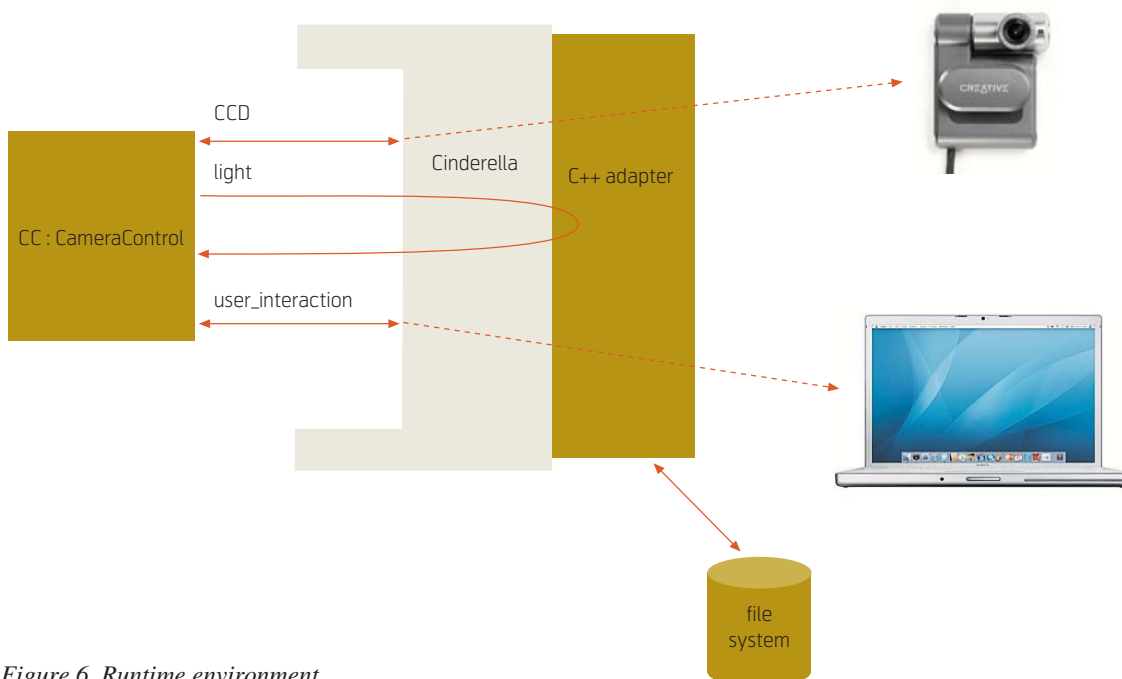 CCD
light
CC : CameraControl
user_interaction
Cinderella
C++ adapter
CREATIVE
file
system
Figure 6 Runtime environment